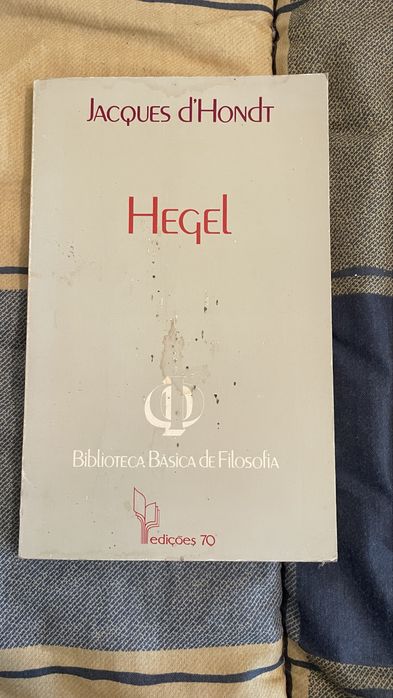 Jacques d'Hondt
Hegel
Biblioteca Básica de Filosofia
edições 70